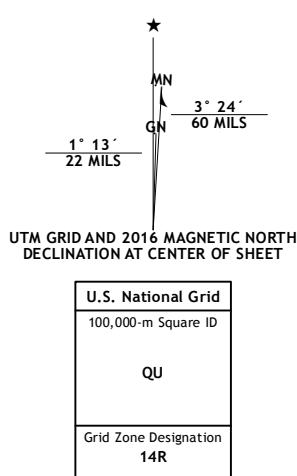 ★
MN
3° 24´
60 MILS
GN
1° 13´
22 MILS
UTM GRID AND 2016 MAGNETIC NORTH
DECLINATION AT CENTER OF SHEET
U.S. National Grid
100,000-m Square ID
QU
Grid Zone Designation
14R